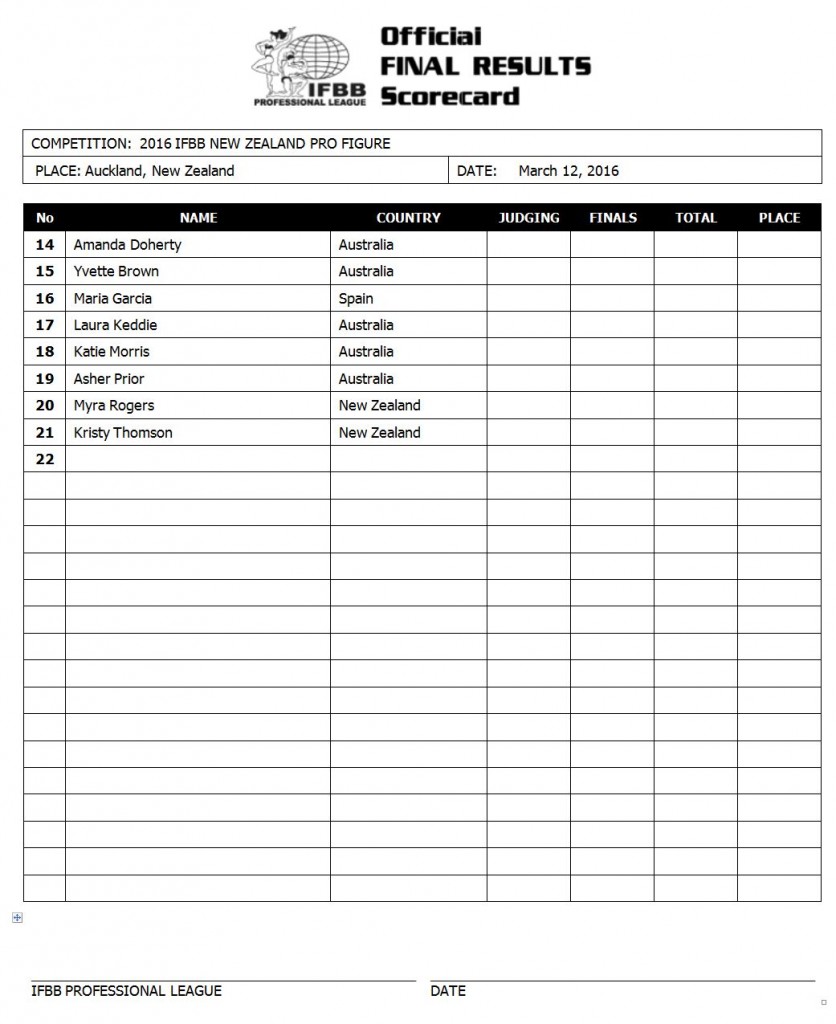 Official
FINAL RESULTS
Scorecard
IFBB
PROFESSIONAL LEAGUE
COMPETITION: 2016 IFBB NEW ZEALAND PRO FIGURE
PLACE: Auckland, New Zealand DATE: March 12, 2016
No NAME COUNTRY JUDGING FINALS TOTAL PLACE
14 Amanda Doherty Australia
15 Yvette Brown Australia
16 Maria Garcia Spain
17 Laura Keddie Australia
18 Katie Morris Australia
19 Asher Prior Australia
20 Myra Rogers New Zealand
21 Kristy Thomson New Zealand
22
IFBB PROFESSIONAL LEAGUE DATE